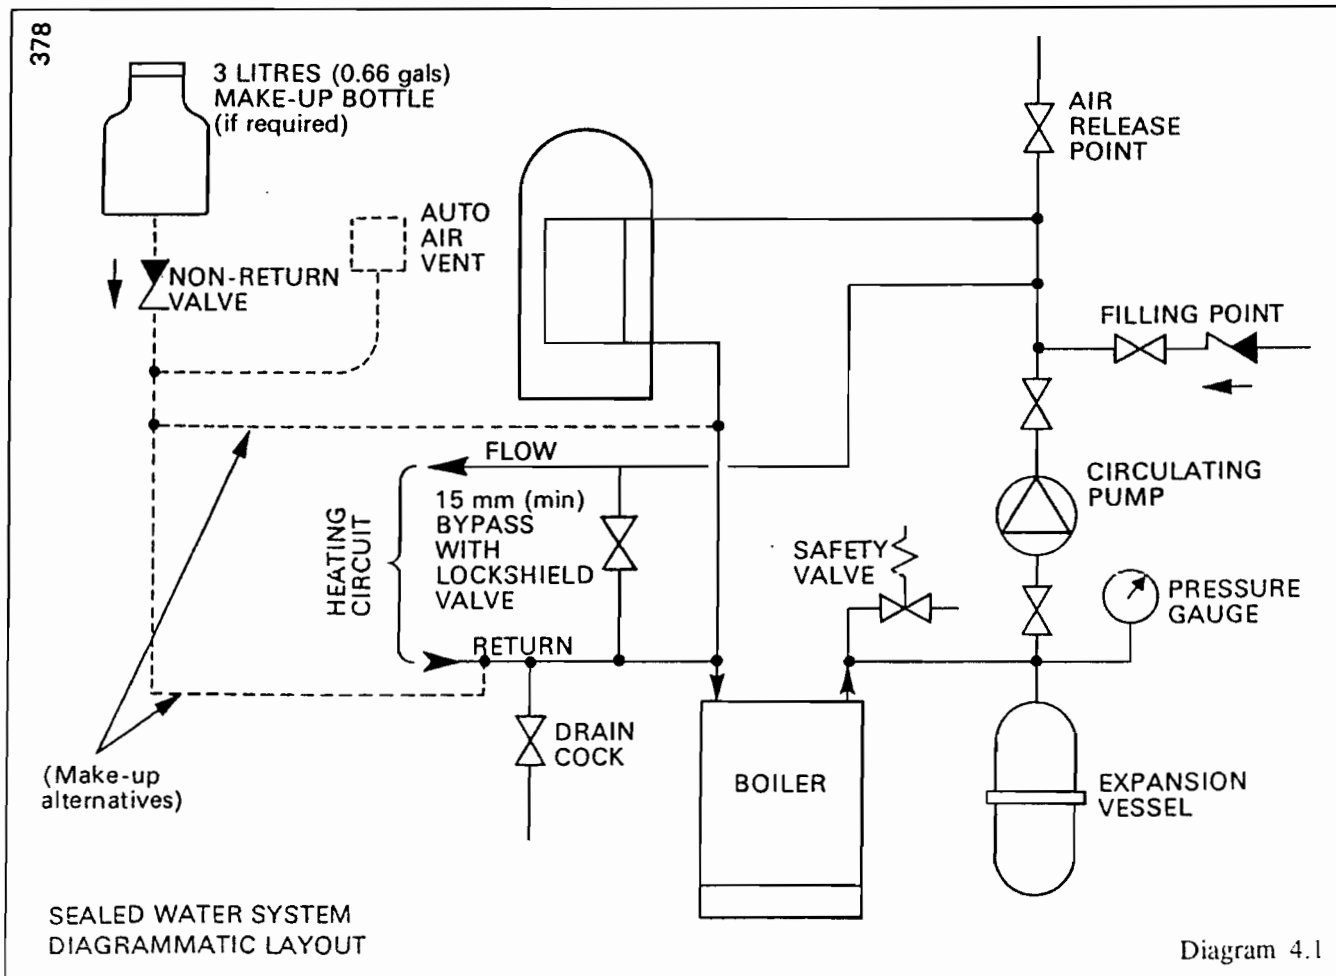 378
3 LITRES (0.66 gals)
MAKE-UP BOTTLE
(if required)
AIR
RELEASE
POINT
AUTO
AIR
VENT
NON-RETURN
VALVE
FILLING POINT
FLOW
CIRCULATING
PUMP
15 mm (min)
BYPASS
WITH
LOCKSHIELD
VALVE
HEATING
CIRCUIT
SAFETY
VALVE
PRESSURE
GAUGE
RETURN
DRAIN
COCK
(Make-up
alternatives)
BOILER
EXPANSION
VESSEL
SEALED WATER SYSTEM
DIAGRAMMATIC LAYOUT
Diagram 4.1